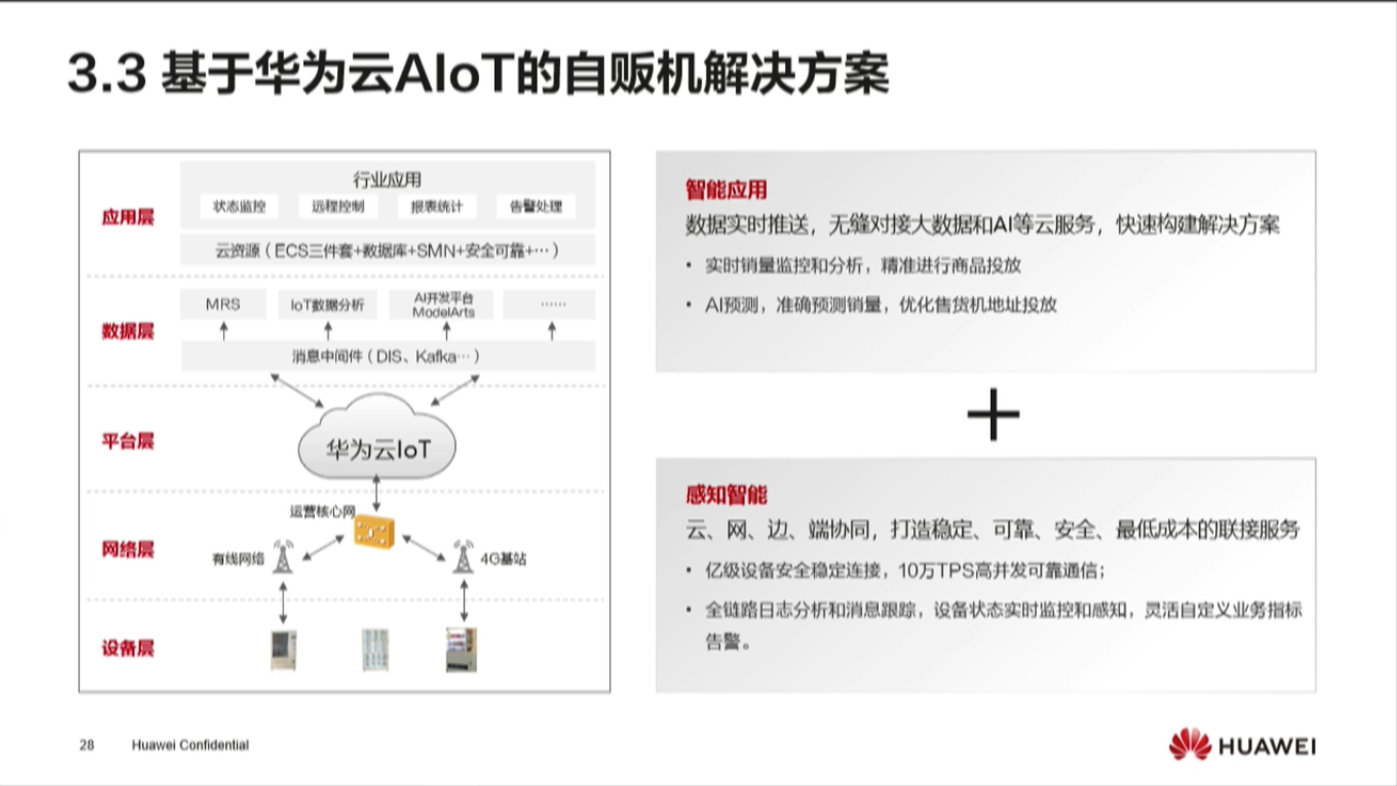 3.3 基于华为云AIoT的自贩机解决方案
应用层
行业应用
状态监控
远程控制
报表统计
告警处理
云资源（ECS三件套+数据库+SMN+安全可靠+…）
数据层
MRS
IoT数据分析
AI开发平台
ModelArts
……
消息中间件（DIS、Kafka…）
平台层
华为云IoT
网络层
运营核心网
有线网络
4G基站
设备层
智能应用
数据实时推送，无缝对接大数据和AI等云服务，快速构建解决方案
• 实时销量监控和分析，精准进行商品投放
• AI预测，准确预测销量，优化售货机地址投放
+
感知智能
云、网、边、端协同，打造稳定、可靠、安全、最低成本的联接服务
• 亿级设备安全稳定连接，10万TPS高并发可靠通信；
• 全链路日志分析和消息跟踪，设备状态实时监控和感知，灵活自定义业务指标
告警。
28
Huawei Confidential
HUAWEI